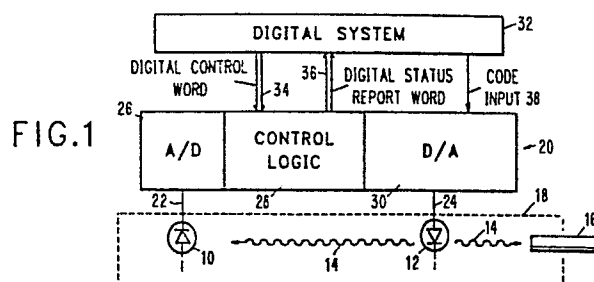 DIGITAL SYSTEM
32
DIGITAL CONTROL WORD
34
36
DIGITAL STATUS REPORT WORD
CODE INPUT 38
FIG.1
26
A/D
CONTROL LOGIC
D/A
20
22
28
30
24
18
10
14
12
14
16